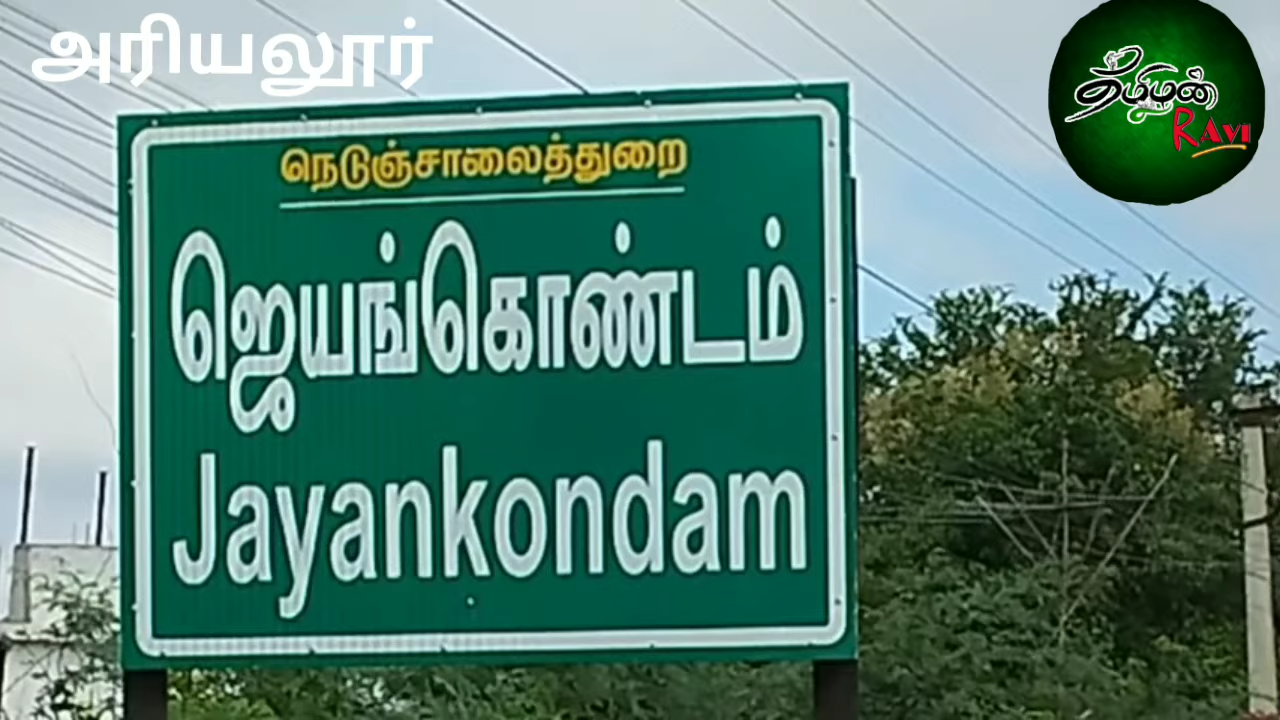 அரியலூர்
தமிழன்
RAVI
நெடுஞ்சாலைத்துறை
ஜெயங்கொண்டம்
Jayankondam